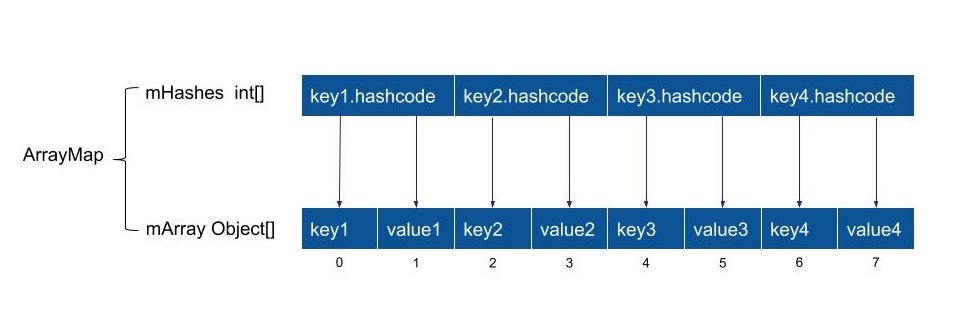 mHashes int[]
key1.hashcode key2.hashcode key3.hashcode key4.hashcode
ArrayMap
mArray Object[]
key1 value1 key2 value2 key3 value3 key4 value4
0 1 2 3 4 5 6 7